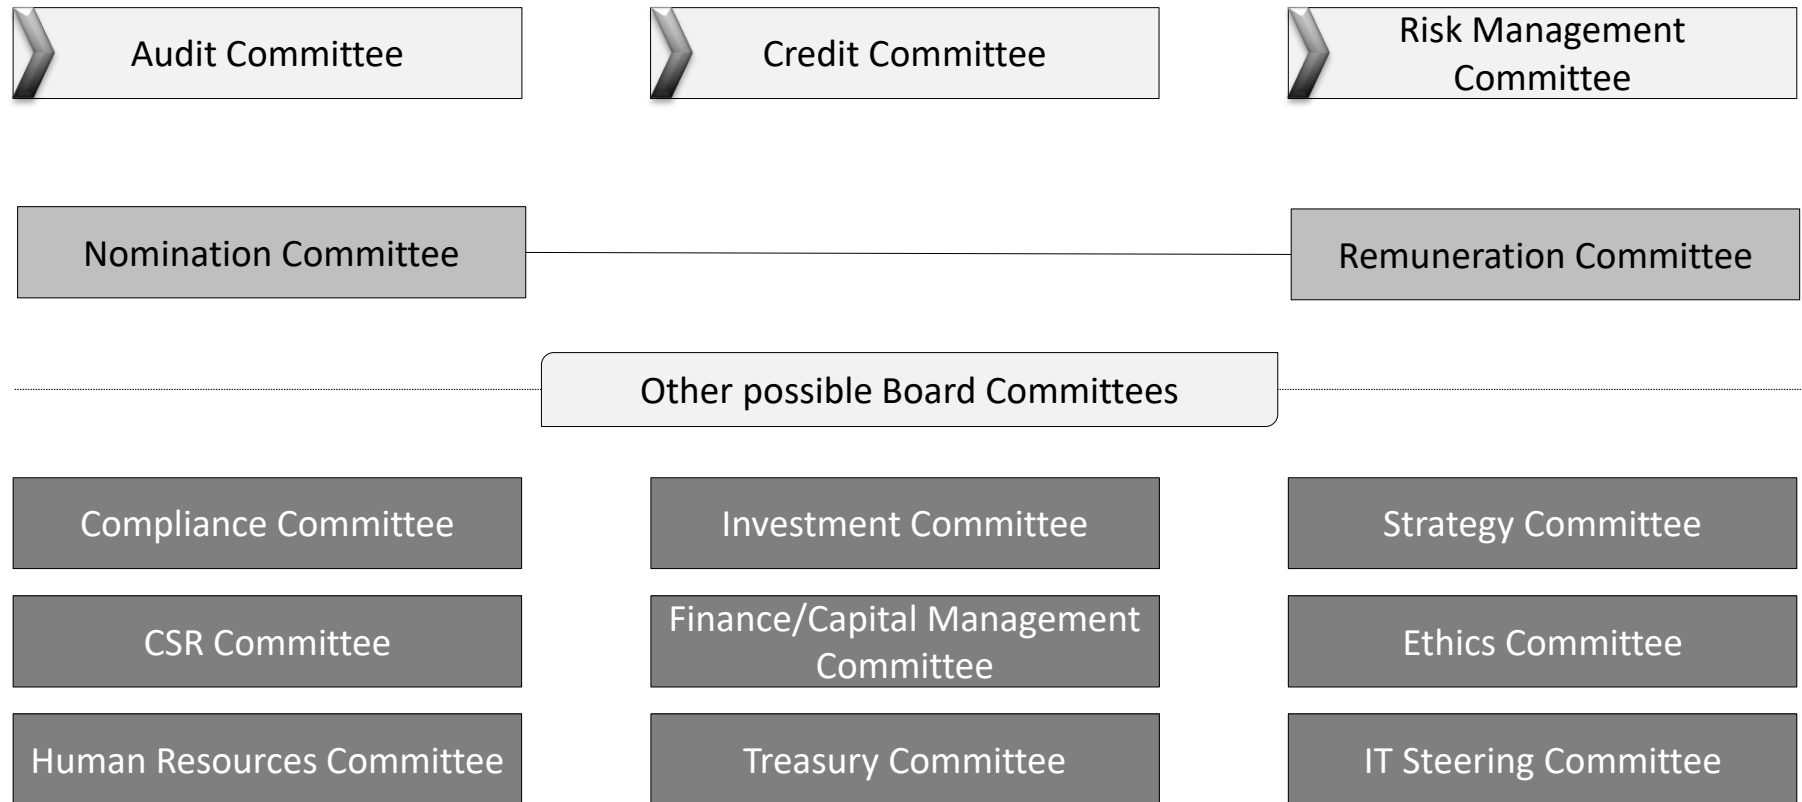 Audit Committee
Credit Committee
Risk Management
Committee
Nomination Committee
Remuneration Committee
Other possible Board Committees
Compliance Committee
Investment Committee
Strategy Committee
CSR Committee
Finance/Capital Management
Committee
Ethics Committee
Human Resources Committee
Treasury Committee
IT Steering Committee